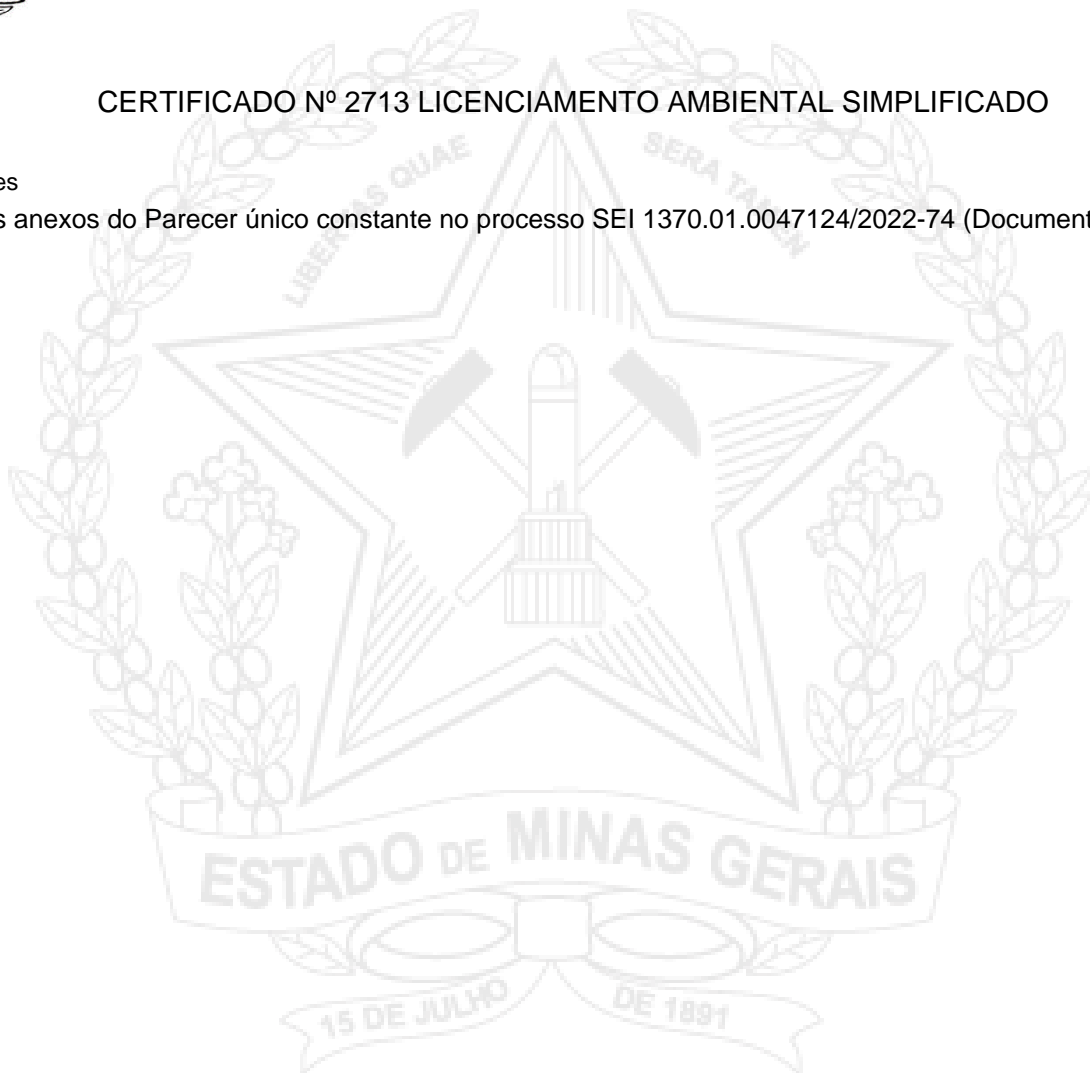 CERTIFICADO Nº 2713 LICENCIAMENTO AMBIENTAL SIMPLIFICADO
es
s anexos do Parecer único constante no processo SEI 1370.01.0047124/2022-74 (Document
LIBERTAS QUAE SERA TAMEN
ESTADO DE MINAS GERAIS
15 DE JULHO DE 1891